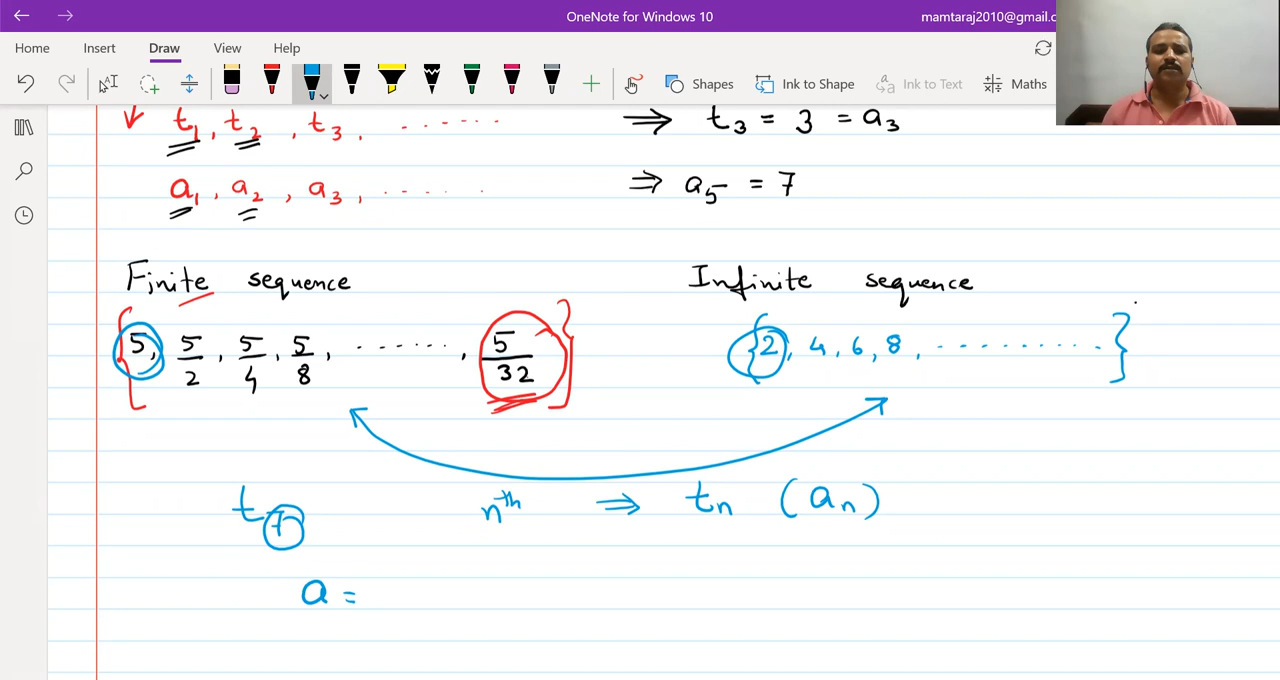 OneNote for Windows 10
mamtaraj2010@gmail.c
Home Insert Draw View Help
Shapes Ink to Shape Ink to Text Maths
t₁, t₂, t₃, ....... ⇒ t₃ = 3 = a₃
a₁, a₂, a₃, ...... ⇒ a₅ = 7
Finite sequence
Infinite sequence
{5, 5/2, 5/4, 5/8, ......., 5/32}
{2, 4, 6, 8, ..........}
t₇ nᵗʰ ⇒ tₙ (aₙ)
a =